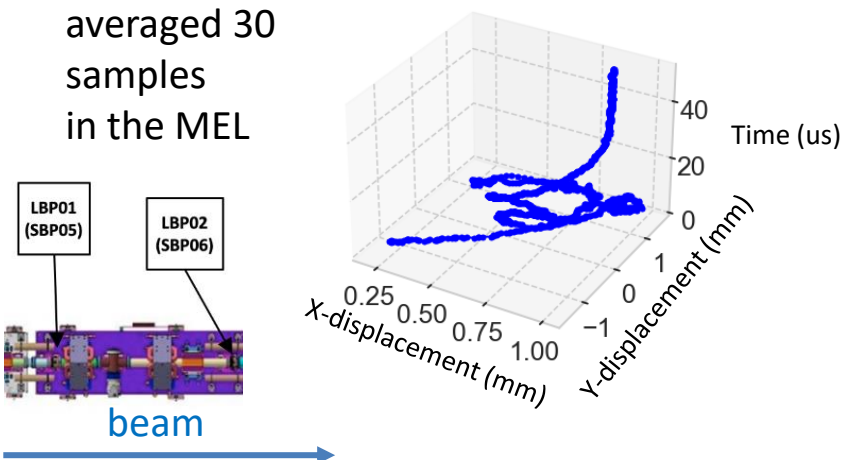 averaged 30
samples
in the MEL
LBP01
(SBP05)
LBP02
(SBP06)
beam
40
20
0
Time (us)
1
0
−1
Y-displacement (mm)
0.25
0.50
0.75
1.00
X-displacement (mm)